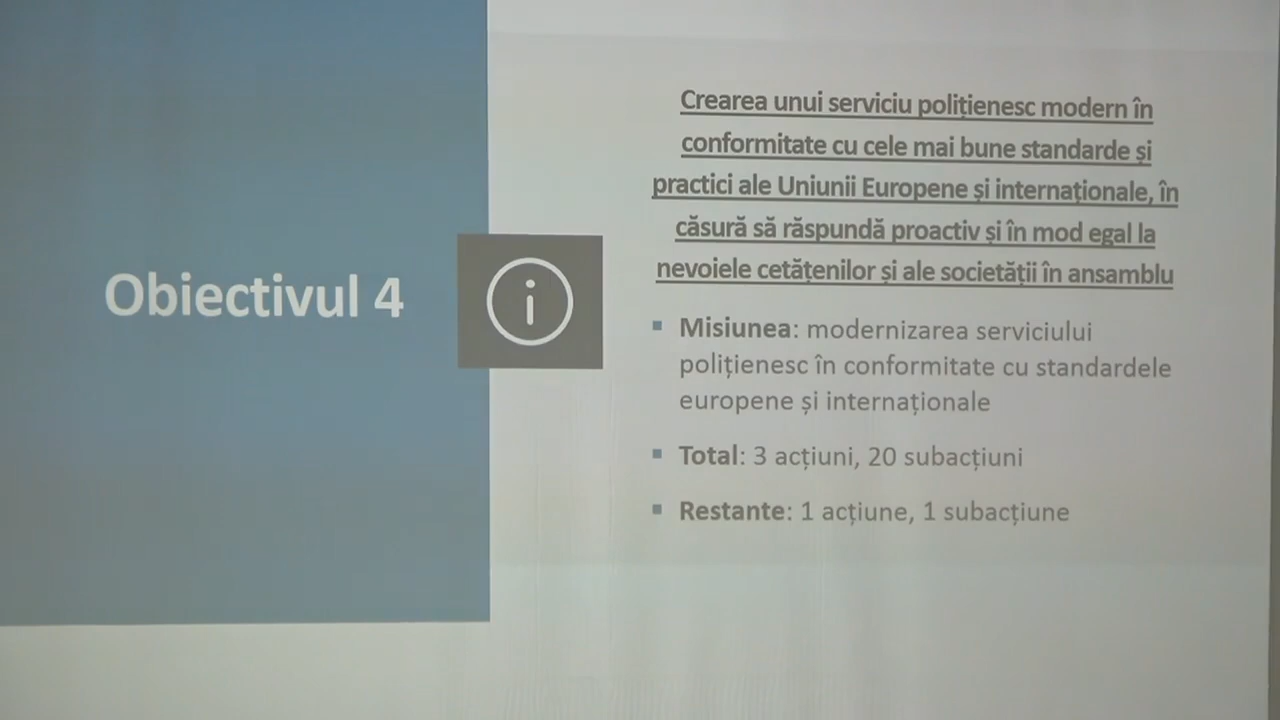 Obiectivul 4
Crearea unui serviciu polițienesc modern în
conformitate cu cele mai bune standarde și
practici ale Uniunii Europene și internaționale, în
căsură să răspundă proactiv și în mod egal la
nevoiele cetățenilor și ale societății în ansamblu
▪ Misiunea: modernizarea serviciului
polițienesc în conformitate cu standardele
europene și internaționale
▪ Total: 3 acțiuni, 20 subacțiuni
▪ Restante: 1 acțiune, 1 subacțiune